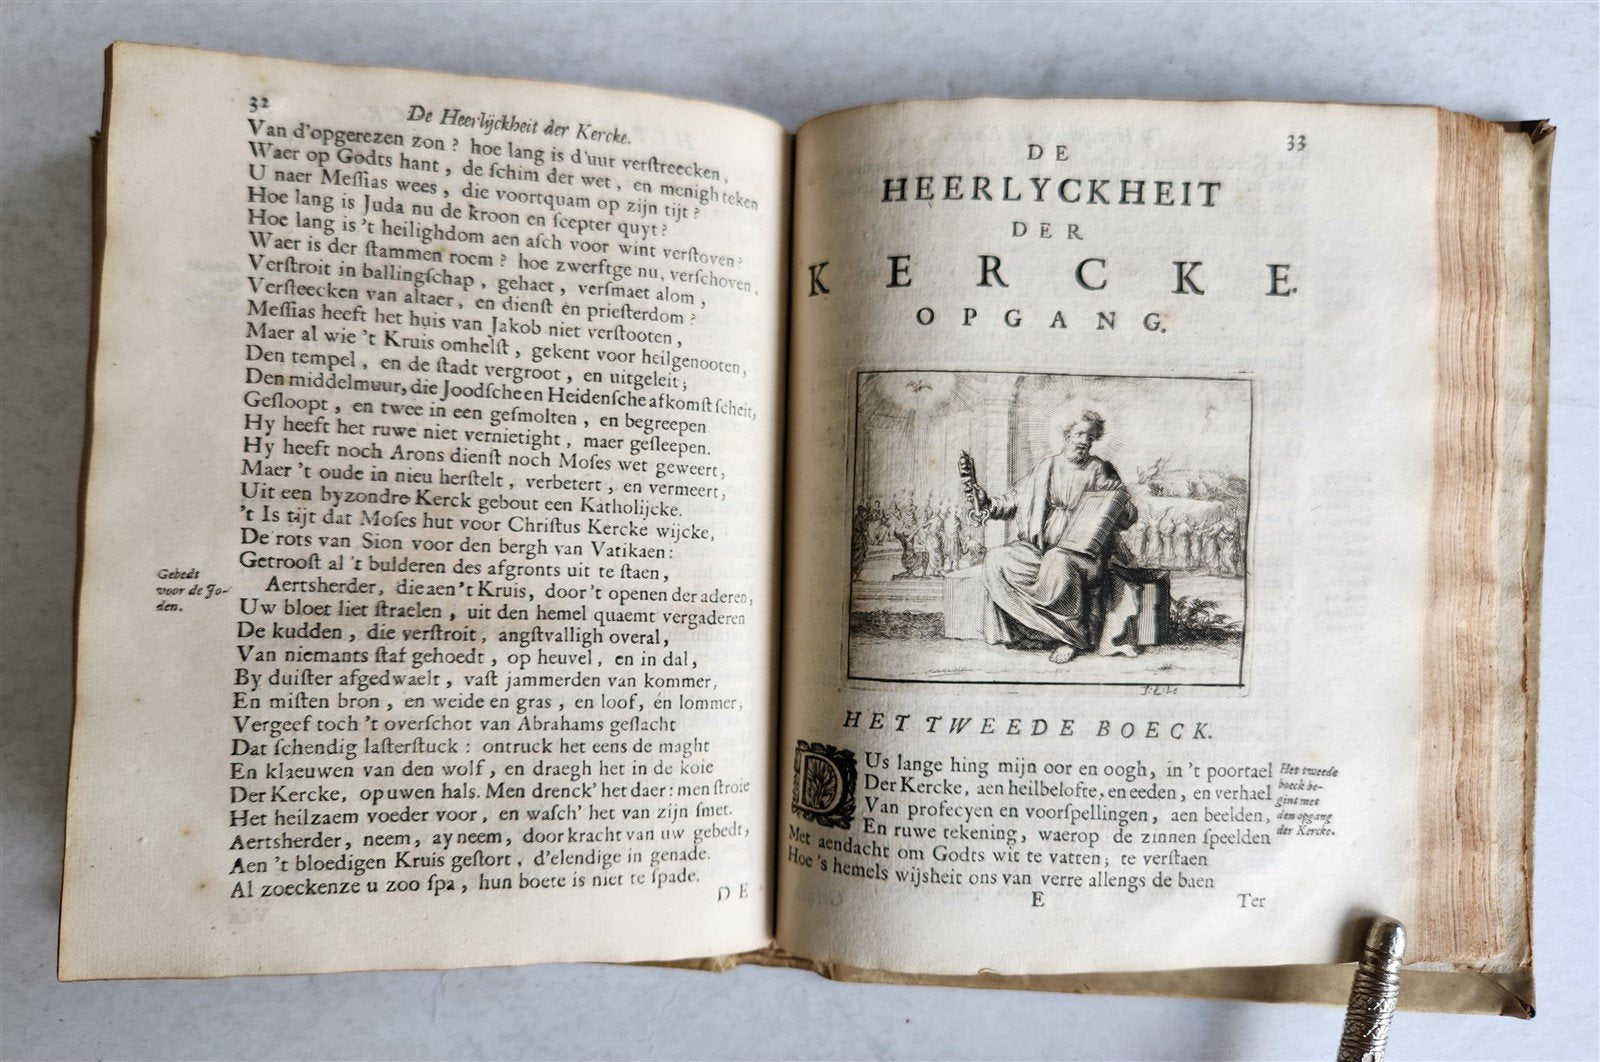 32
De Heerlijckheit der Kercke.
Van d'opgerezen zon? hoe lang is d'uur verſtreecken,
Waer op Godts hant, de ſchim der wet, en menigh teken
U naer Meſſias wees, die voortquam op zijn tijt?
Hoe lang is Juda nu de kroon en ſcepter quyt?
Hoe lang is 't heilighdom aen aſch voor wint verſtoven?
Waer is der ſtammen roem? hoe zwerftge nu, verſchoven,
Verſtroit in ballingſchap, gehaet, verſmaet alom,
Verſteecken van altaer, en dienſt en prieſterdom?
Meſſias heeft het huis van Jakob niet verſtooten,
Maer al wie 't Kruis omhelſt, gekent voor heilgenooten,
Den tempel, en de ſtadt vergroot, en uitgeleit;
Den middelmuur, die Joodſche en Heidenſche afkomſt ſcheit,
Geſloopt, en twee in een geſmolten, en begreepen
Hy heeft het ruwe niet vernietight, maer geſleepen.
Hy heeft noch Arons dienſt noch Moſes wet geweert,
Maer 't oude in nieu herſtelt, verbetert, en vermeert,
Uit een byzondre Kerck gebout een Katholijcke.
't Is tijt dat Moſes hut voor Chriſtus Kercke wijcke,
De rots van Sion voor den bergh van Vatikaen:
Getrooſt al 't bulderen des afgronts uit te ſtaen,
Gebedt
voor de Jo-
den.
Aertsherder, die aen 't Kruis, door 't openen der aderen,
Uw bloet liet ſtraelen, uit den hemel quaemt vergaderen
De kudden, die verſtroit, angſtvalligh overal,
Van niemants ſtaf gehoedt, op heuvel, en in dal,
By duiſter afgedwaelt, vaſt jammerden van kommer,
En miſten bron, en weide en gras, en loof, en lommer,
Vergeef toch 't overſchot van Abrahams geſlacht
Dat ſchendig laſterſtuck: ontruck het eens de maght
En klaeuwen van den wolf, en draegh het in de koie
Der Kercke, op uwen hals. Men drenck' het daer: men ſtroie
Het heilzaem voeder voor, en waſch' het van zijn ſmet.
Aertsherder, neem, ay neem, door kracht van uw gebedt,
Aen 't bloedigen Kruis geſtort, d'elendige in genade.
Al zoeckenze u zoo ſpa, hun boete is niet te ſpade.
DE
33
DE
HEERLYCKHEIT
DER
KERCKE.
OPGANG.
HET TWEEDE BOECK.
DUs lange hing mijn oor en oogh, in 't poortael
Der Kercke, aen heilbelofte, en eeden, en verhael
Van profecyen en voorſpellingen, aen beelden,
En ruwe tekening, waerop de zinnen ſpeelden
Met aendacht om Godts wit te vatten; te verſtaen
Hoe 's hemels wijsheit ons van verre allengs de baen
Het tweede
boeck be-
gint met
den opgang
der Kercke.
E
Ter